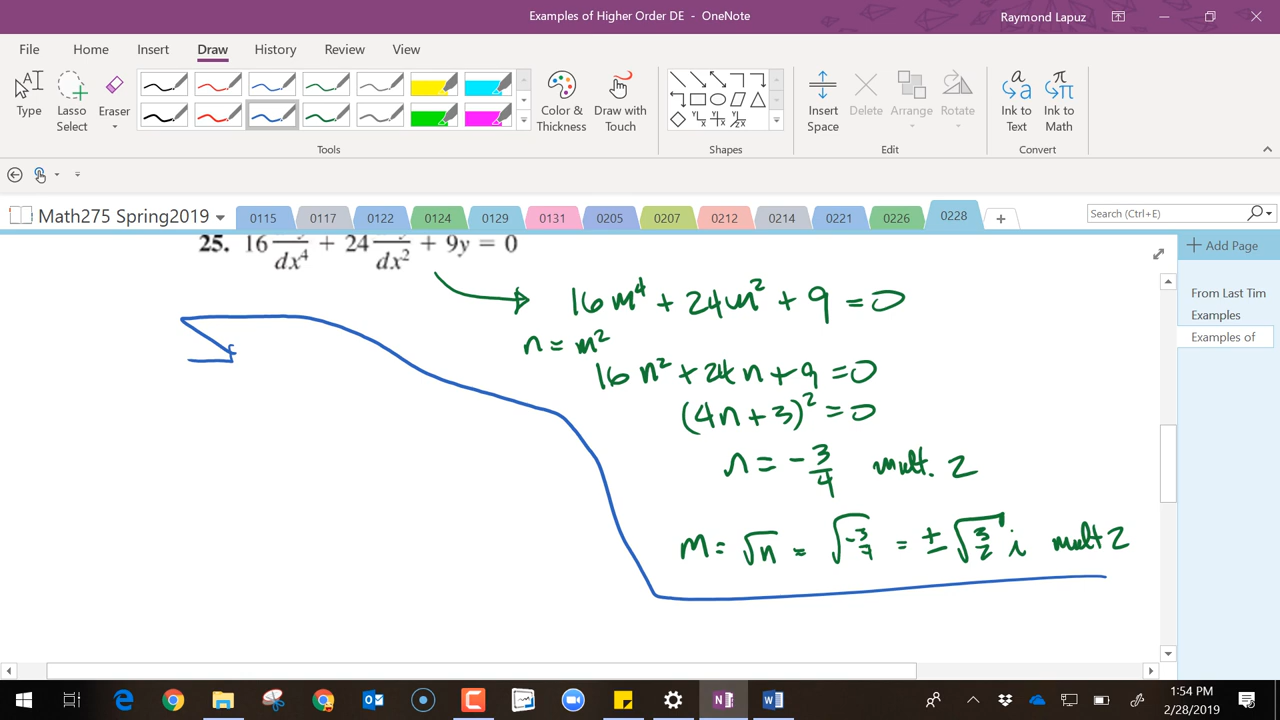 Examples of Higher Order DE - OneNote
Raymond Lapuz
File Home Insert Draw History Review View
Type
Lasso Select
Eraser
Color & Thickness
Draw with Touch
Insert Space
Delete
Arrange
Rotate
a Ink to Text
π Ink to Math
Tools
Shapes
Edit
Convert
Math275 Spring2019
0115 0117 0122 0124 0129 0131 0205 0207 0212 0214 0221 0226 0228
Search (Ctrl+E)
Add Page
From Last Tim
Examples
Examples of
25. 16 /dx⁴ + 24 /dx² + 9y = 0
16m⁴ + 24m² + 9 = 0
n = m²
16n² + 24n + 9 = 0
(4n + 3)² = 0
n = -3/4 mult. 2
m = √n = √-3/4 = ± √3/2 i mult 2
1:54 PM
2/28/2019